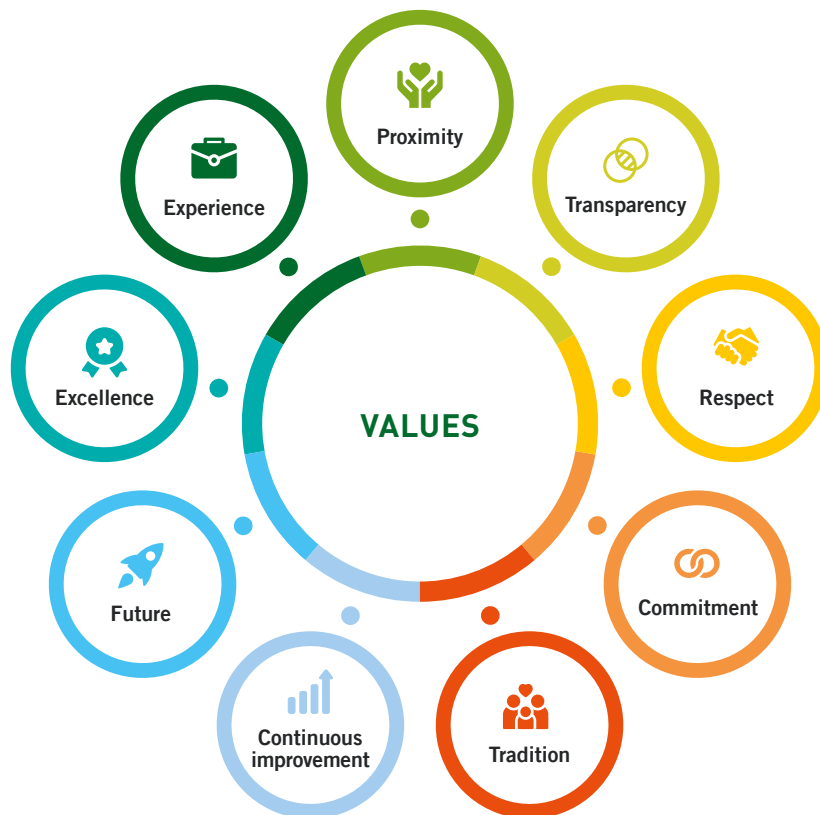 Proximity
Transparency
Experience
Respect
Excellence
VALUES
Commitment
Future
Continuous
improvement
Tradition